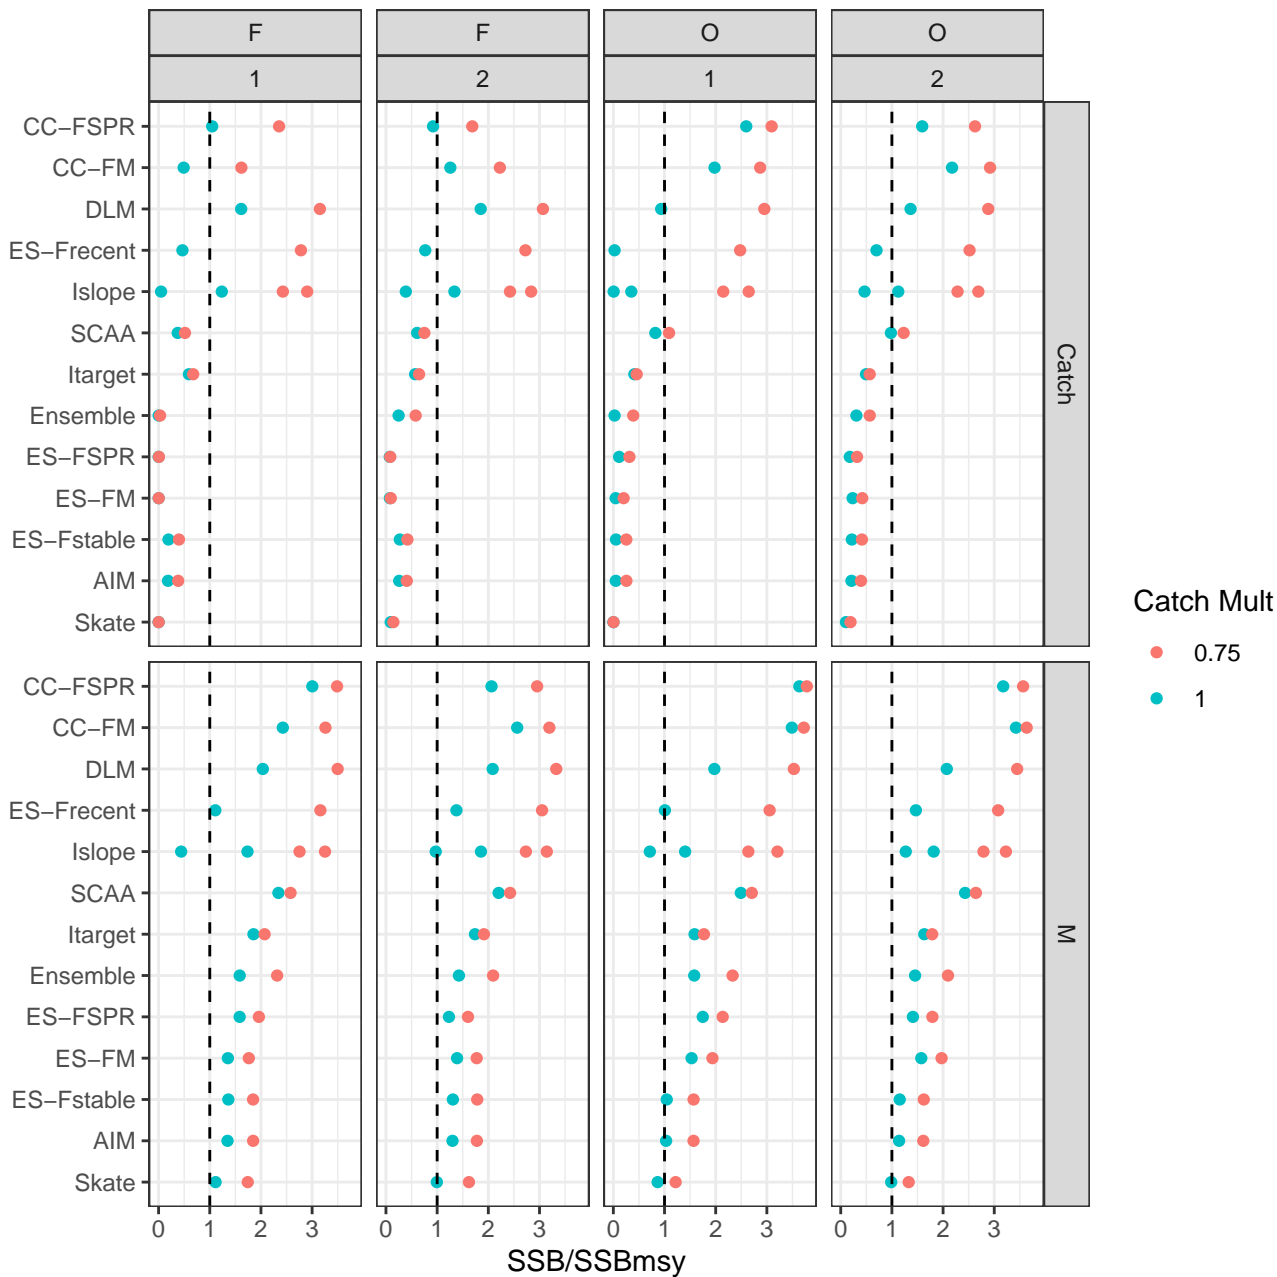 F F O O
1 2 1 2
CC−FSPR
CC−FM
DLM
ES−Frecent
Islope
SCAA
Itarget
Ensemble
ES−FSPR
ES−FM
ES−Fstable
AIM
Skate
Catch
CC−FSPR
CC−FM
DLM
ES−Frecent
Islope
SCAA
Itarget
Ensemble
ES−FSPR
ES−FM
ES−Fstable
AIM
Skate
M
0 1 2 3 0 1 2 3 0 1 2 3 0 1 2 3
SSB/SSBmsy
Catch Mult
0.75
1